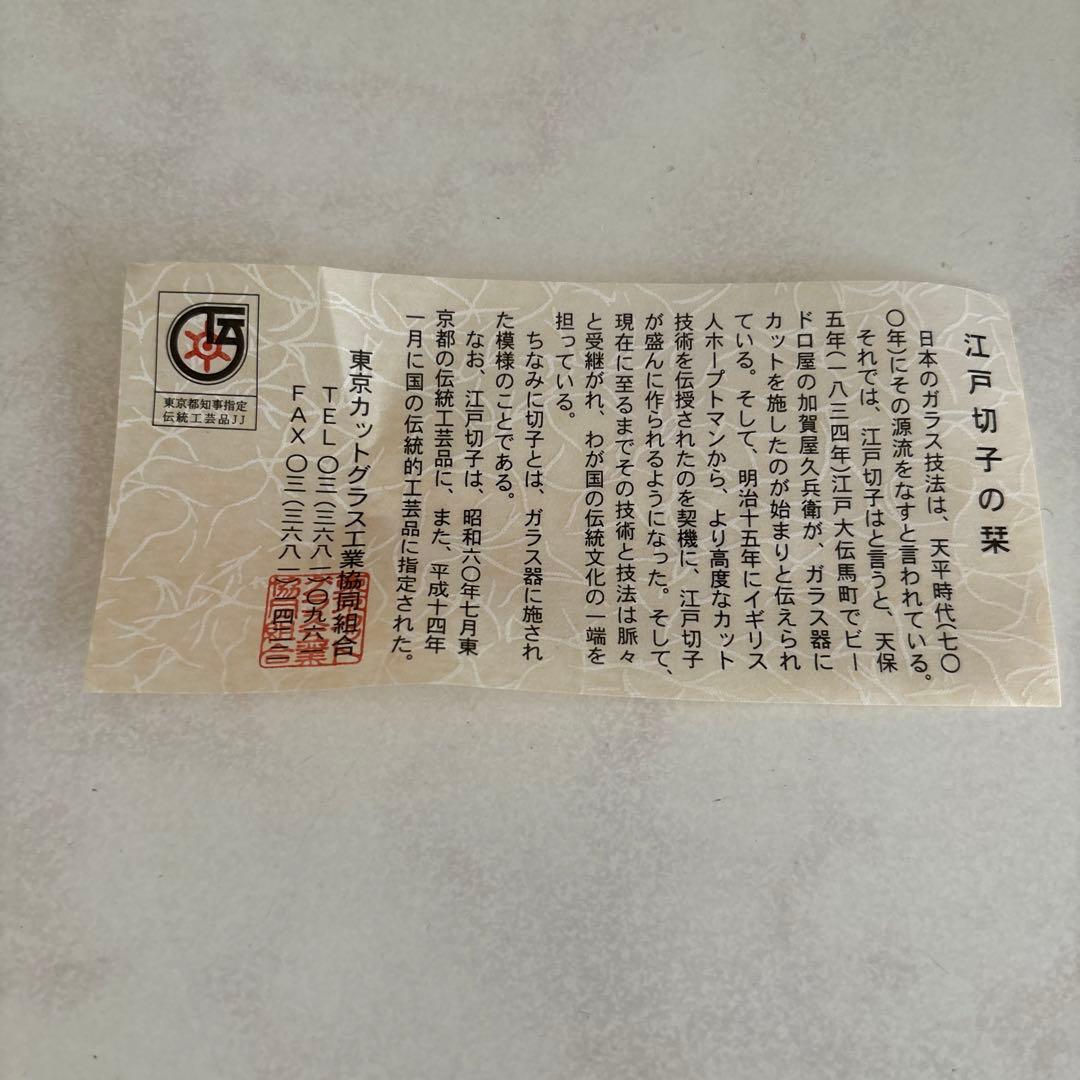 江戸切子の栞
日本のガラス技法は、天平時代(七〇
〇年)にその源流をなすと言われている。
それでは、江戸切子はと言うと、天保
五年(一八三四年)江戸大伝馬町でビー
ドロ屋の加賀屋久兵衛が、ガラス器に
カットを施したのが始まりと伝えられ
ている。そして、明治十五年にイギリス
人ホープトマンから、より高度なカット
技術を伝授されたのを契機に、江戸切子
が盛んに作られるようになった。そして、
現在に至るまでその技術と技法は脈々
と受継がれ、わが国の伝統文化の一端を
担っている。
ちなみに切子とは、ガラス器に施され
た模様のことである。
なお、江戸切子は、昭和六〇年七月東
京都の伝統工芸品に、また、平成十四年
一月に国の伝統的工芸品に指定された。
東京カットグラス工業協同組合
TEL〇三(三六八一)〇九六一
FAX〇三(三六八一)
伝
東京都知事指定
伝統工芸品JJ